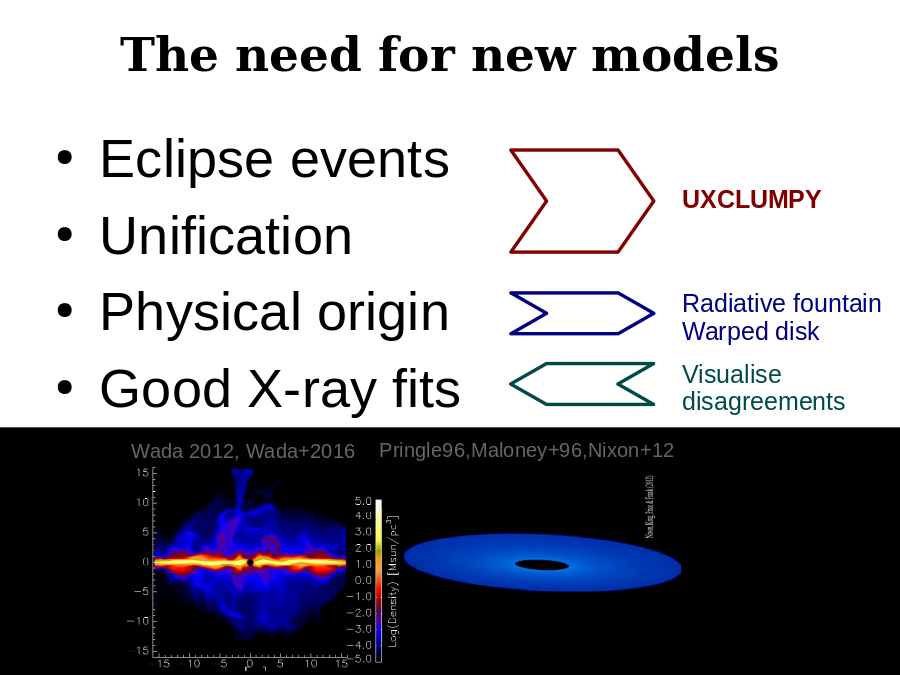 The need for new models
• Eclipse events
• Unification
• Physical origin
• Good X-ray fits
UXCLUMPY
Radiative fountain
Warped disk
Visualise
disagreements
Wada 2012, Wada+2016
Pringle96,Maloney+96,Nixon+12
15
10
5
0
−5
−10
−15
−15 −10 −5 0 5 10 15
5.0
4.0
3.0
2.0
1.0
0.0
−1.0
−2.0
−3.0
−4.0
−5.0
Log(Density) [Msun/pc³]
Nixon, King, Price & Frank (2012)